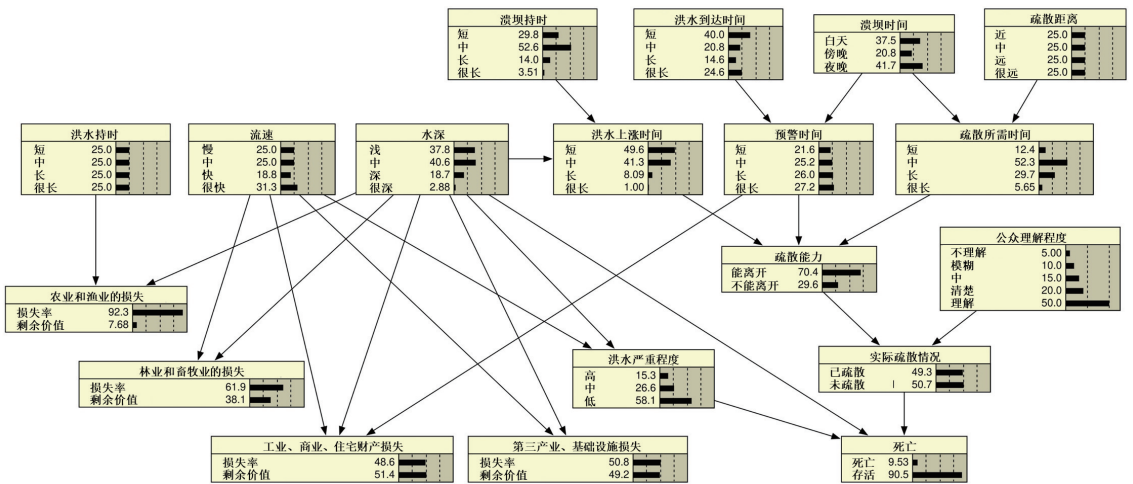 溃坝持时
短 29.8
中 52.6
长 14.0
很长 3.51
洪水到达时间
短 40.0
中 20.8
长 14.6
很长 24.6
溃坝时间
白天 37.5
傍晚 20.8
夜晚 41.7
疏散距离
近 25.0
中 25.0
远 25.0
很远 25.0
洪水持时
短 25.0
中 25.0
长 25.0
很长 25.0
流速
慢 25.0
中 25.0
快 18.8
很快 31.3
水深
浅 37.8
中 40.6
深 18.7
很深 2.88
洪水上涨时间
短 49.6
中 41.3
长 8.09
很长 1.00
预警时间
短 21.6
中 25.2
长 26.0
很长 27.2
疏散所需时间
短 12.4
中 52.3
长 29.7
很长 5.65
疏散能力
能离开 70.4
不能离开 29.6
公众理解程度
不理解 5.00
模糊 10.0
中 15.0
清楚 20.0
理解 50.0
农业和渔业的损失
损失率 92.3
剩余价值 7.68
林业和畜牧业的损失
损失率 61.9
剩余价值 38.1
洪水严重程度
高 15.3
中 26.6
低 58.1
实际疏散情况
已疏散 49.3
未疏散 50.7
工业、商业、住宅财产损失
损失率 48.6
剩余价值 51.4
第三产业、基础设施损失
损失率 50.8
剩余价值 49.2
死亡
死亡 9.53
存活 90.5